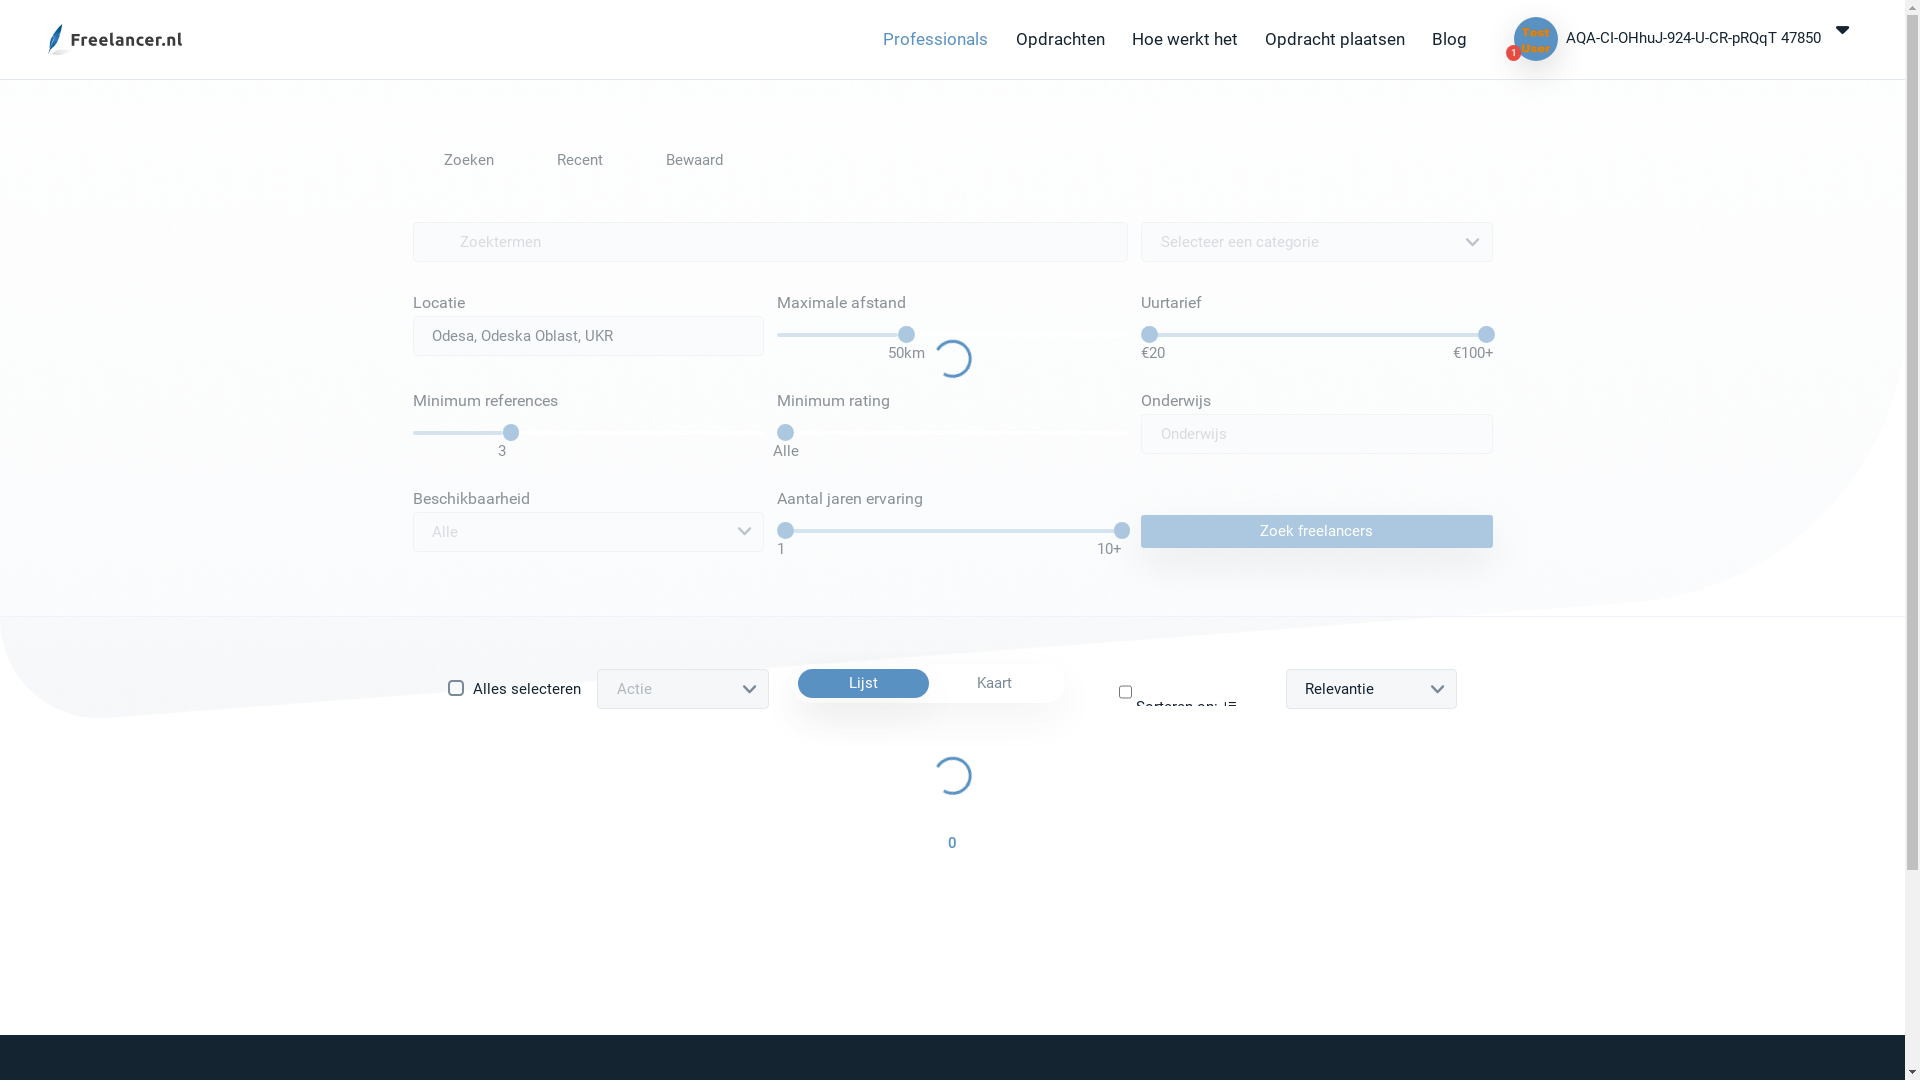 Freelancer.nl
Professionals
Opdrachten
Hoe werkt het
Opdracht plaatsen
Blog
Test
User
1
AQA-CI-OHhuJ-924-U-CR-pRQqT 47850
Zoeken
Recent
Bewaard
Zoektermen
Selecteer een categorie
Locatie
Maximale afstand
Uurtarief
Odesa, Odeska Oblast, UKR
50km
€20
€100+
Minimum references
Minimum rating
Onderwijs
Onderwijs
3
Alle
Beschikbaarheid
Aantal jaren ervaring
Alle
Zoek freelancers
1
10+
Alles selecteren
Actie
Lijst
Kaart
Sorteren op:
Relevantie
0